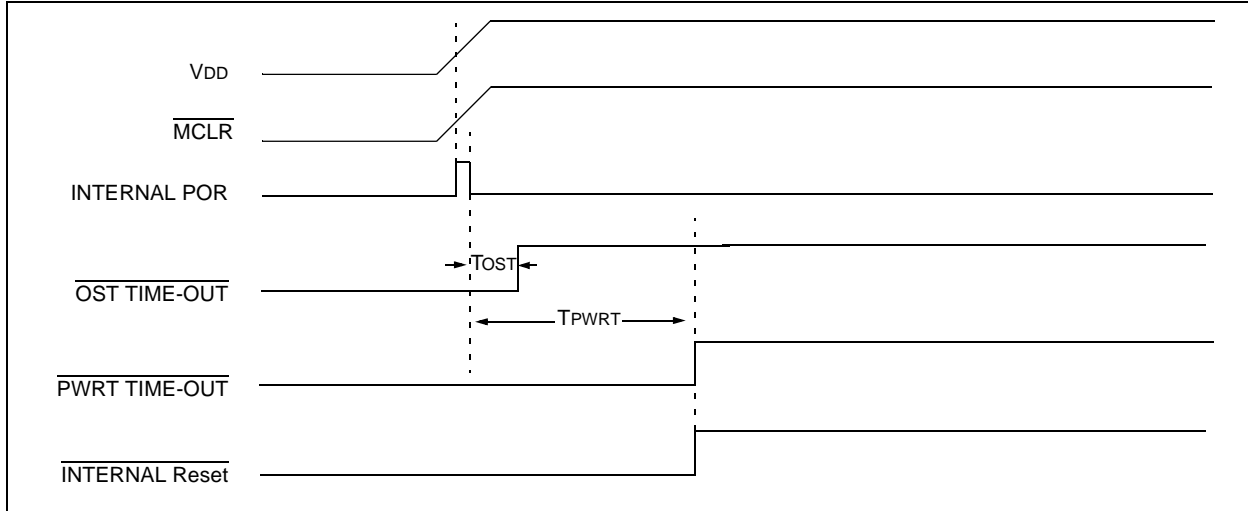 VDD
MCLR
INTERNAL POR
TOST
OST TIME-OUT
TPWRT
PWRT TIME-OUT
INTERNAL Reset